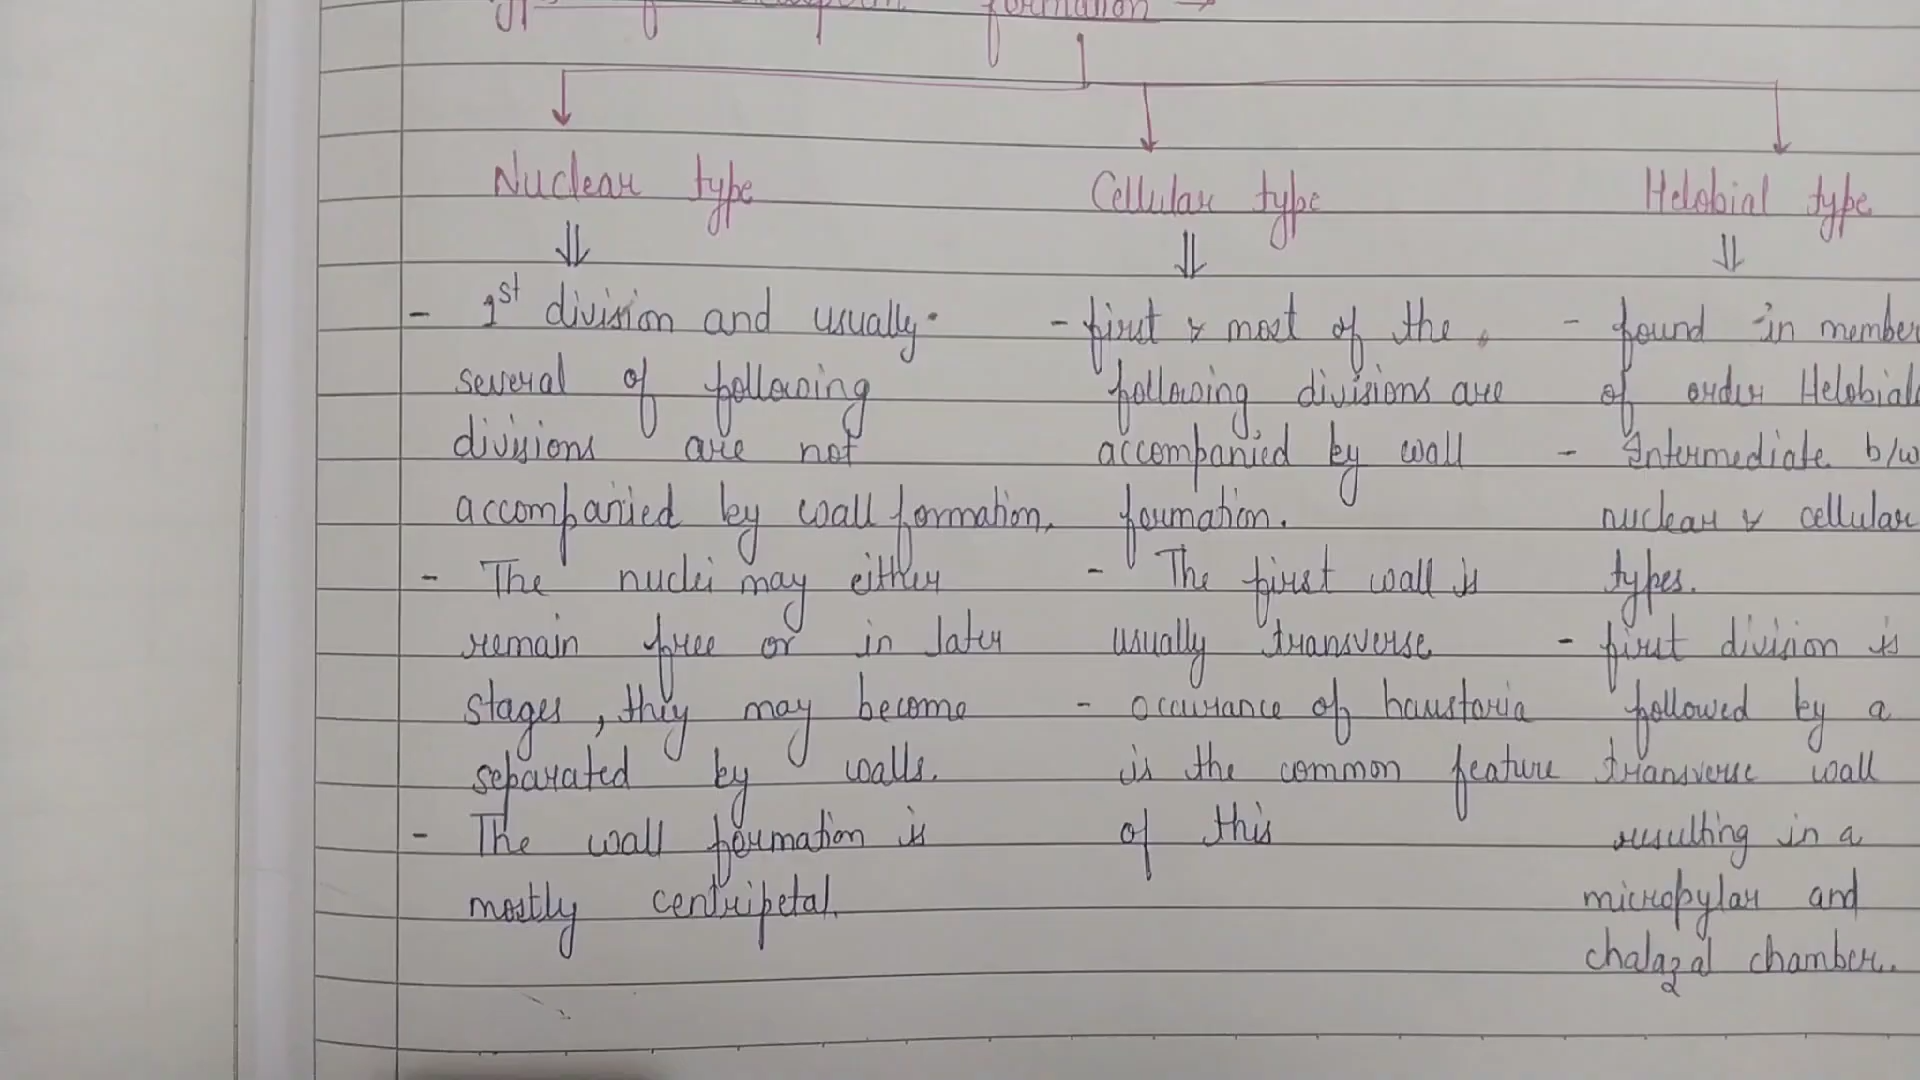 formation →
Nuclear type
⇓
- 1st division and usually
several of following
divisions are not
accompanied by wall formation.
- The nuclei may either
remain free or in later
stages, they may become
separated by walls.
- The wall formation is
mostly centripetal.
Cellular type
⇓
- first & most of the
following divisions are
accompanied by wall
formation.
- The first wall is
usually transverse
- occurance of haustoria
is the common feature
of this
Helobial type
⇓
- found in member
of order Helobial
- Intermediate b/w
nuclear & cellular
types.
- first division is
followed by a
transverse wall
resulting in a
micropylar and
chalazal chamber.